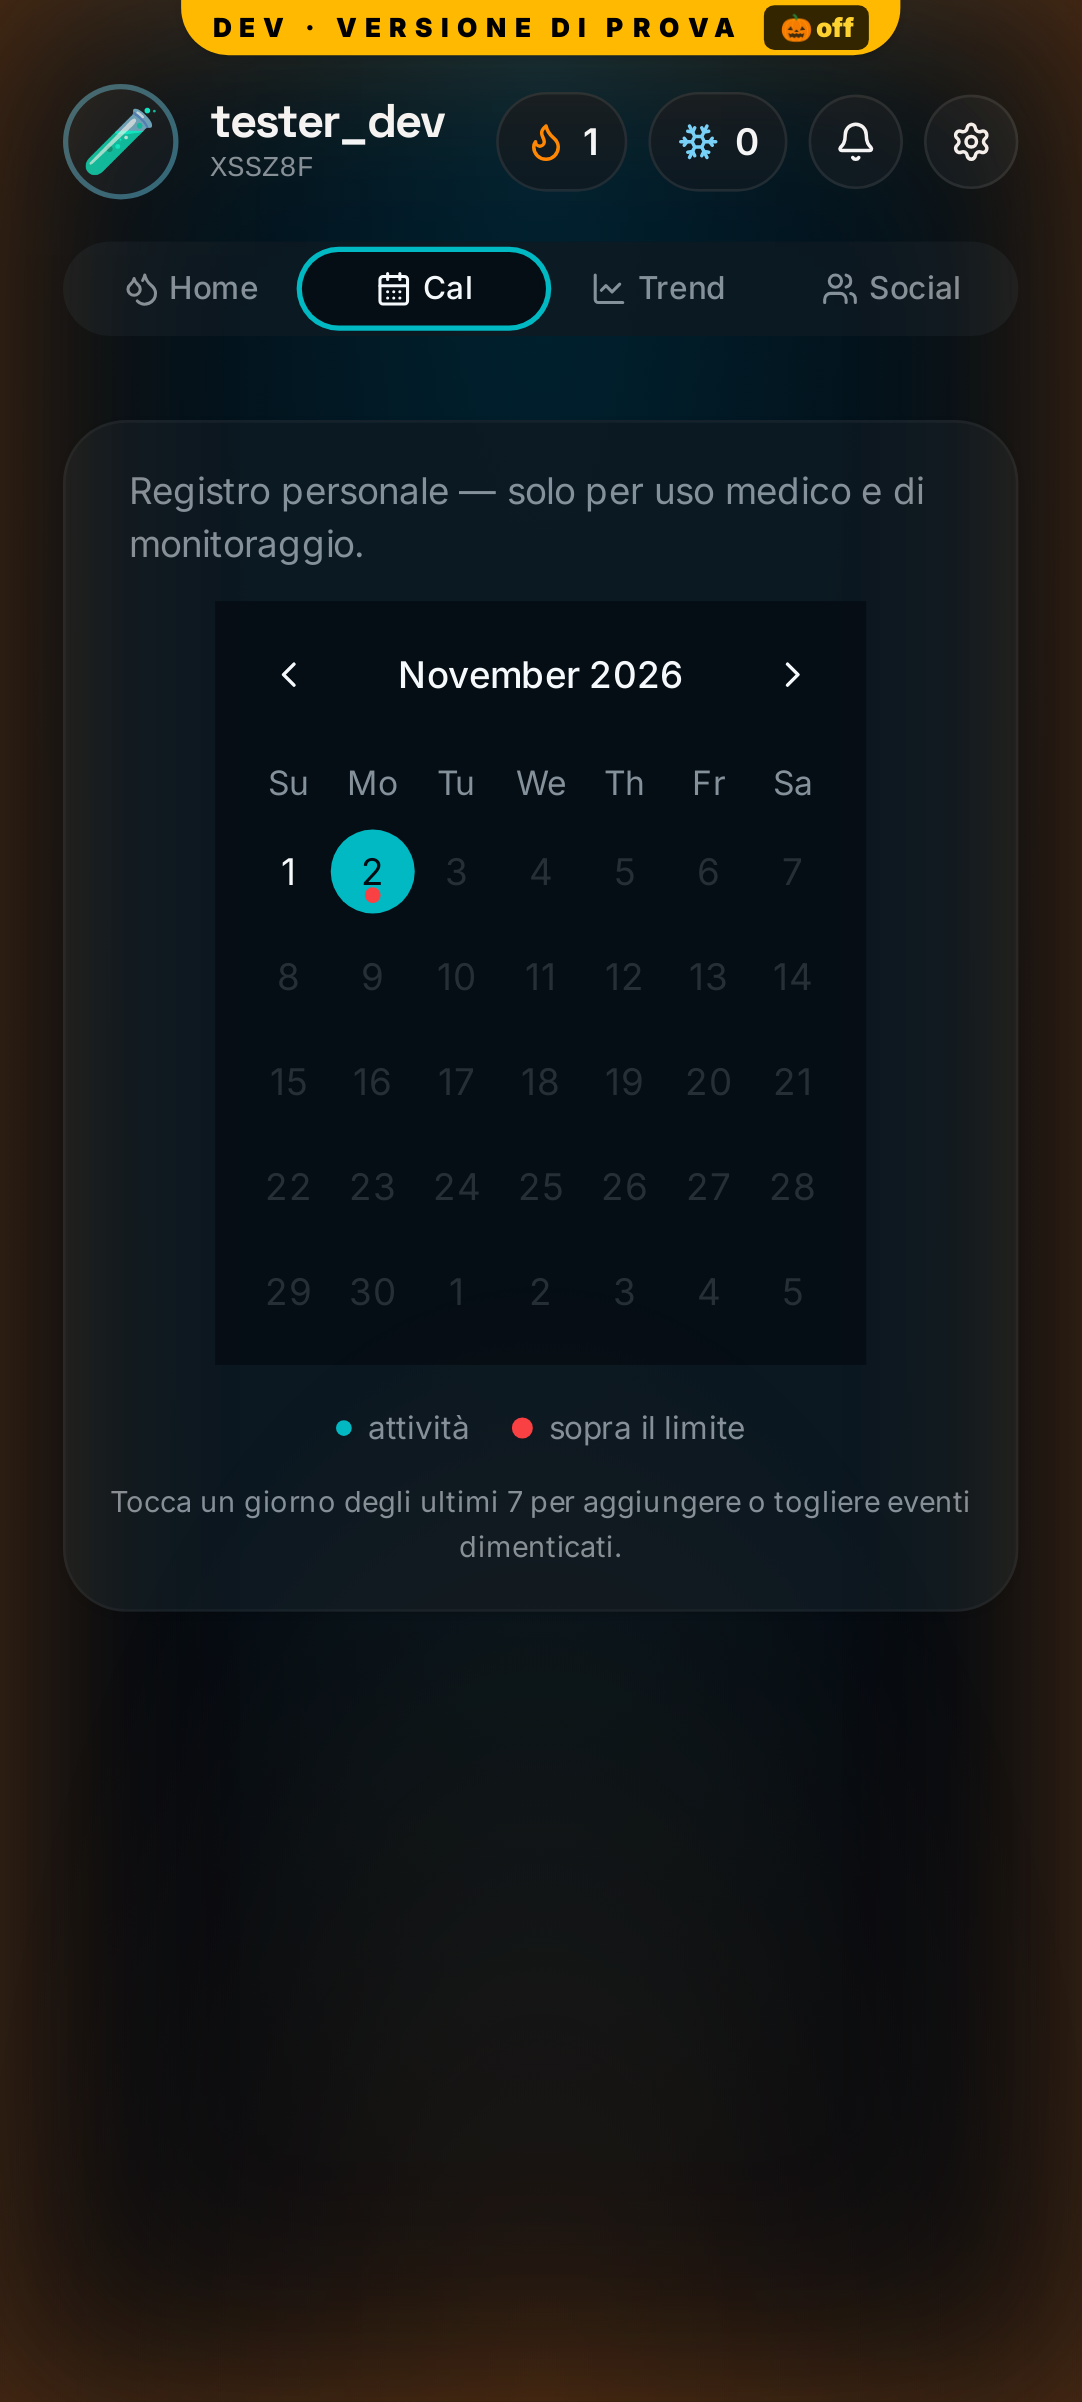 DEV · VERSIONE DI PROVA 🎃off
tester_dev
XSSZ8F
1
0
Home Cal Trend Social
Registro personale — solo per uso medico e di
monitoraggio.
November 2026
Su Mo Tu We Th Fr Sa
1 2 3 4 5 6 7
8 9 10 11 12 13 14
15 16 17 18 19 20 21
22 23 24 25 26 27 28
29 30 1 2 3 4 5
attività sopra il limite
Tocca un giorno degli ultimi 7 per aggiungere o togliere eventi
dimenticati.